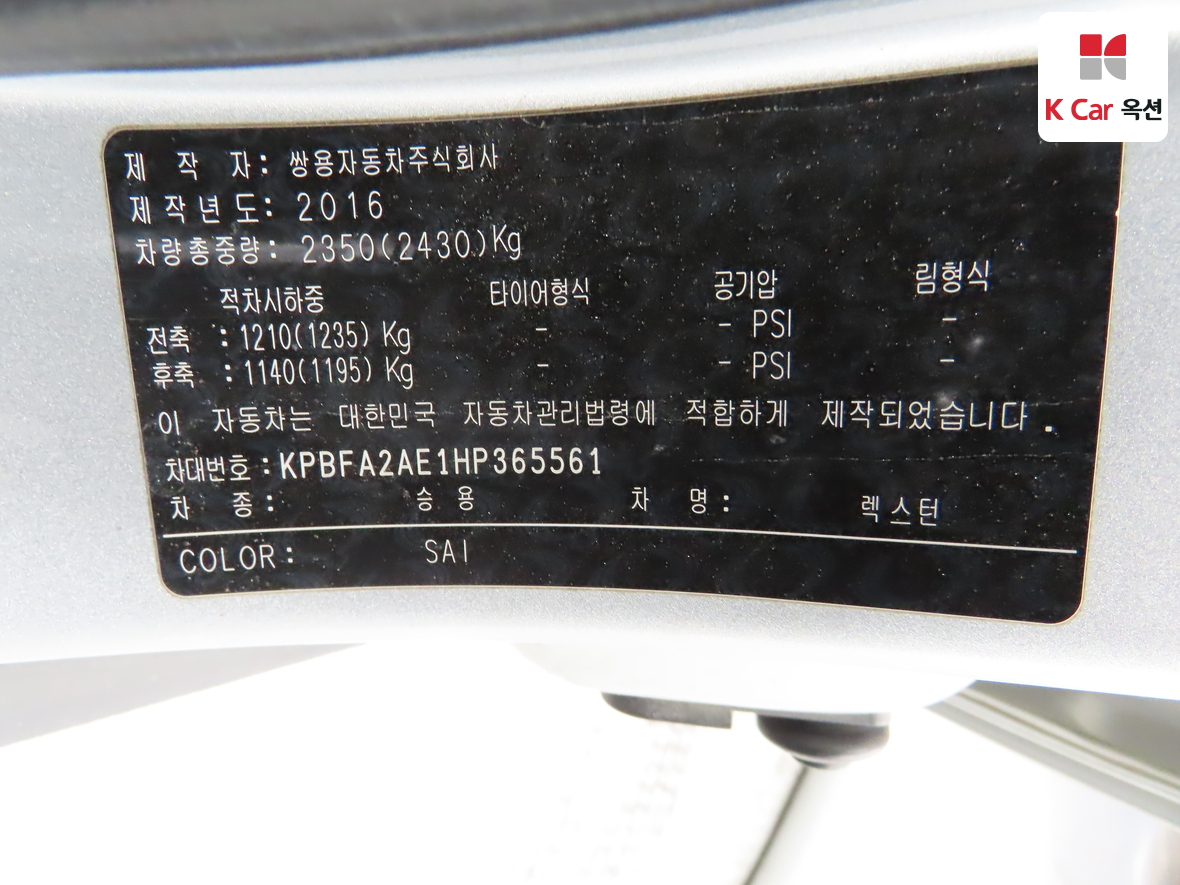 K Car 옥션
제 작 자 : 쌍용자동차주식회사
제작년도: 2016
차량총중량: 2350(2430)Kg
적차시하중 타이어형식 공기압 림형식
전축 : 1210(1235) Kg - - PSI -
후축 : 1140(1195) Kg - - PSI -
이 자동차는 대한민국 자동차관리법령에 적합하게 제작되었습니다.
차대번호 : KPBFA2AE1HP365561
차 종: 승 용 차 명: 렉스턴
COLOR: SAI